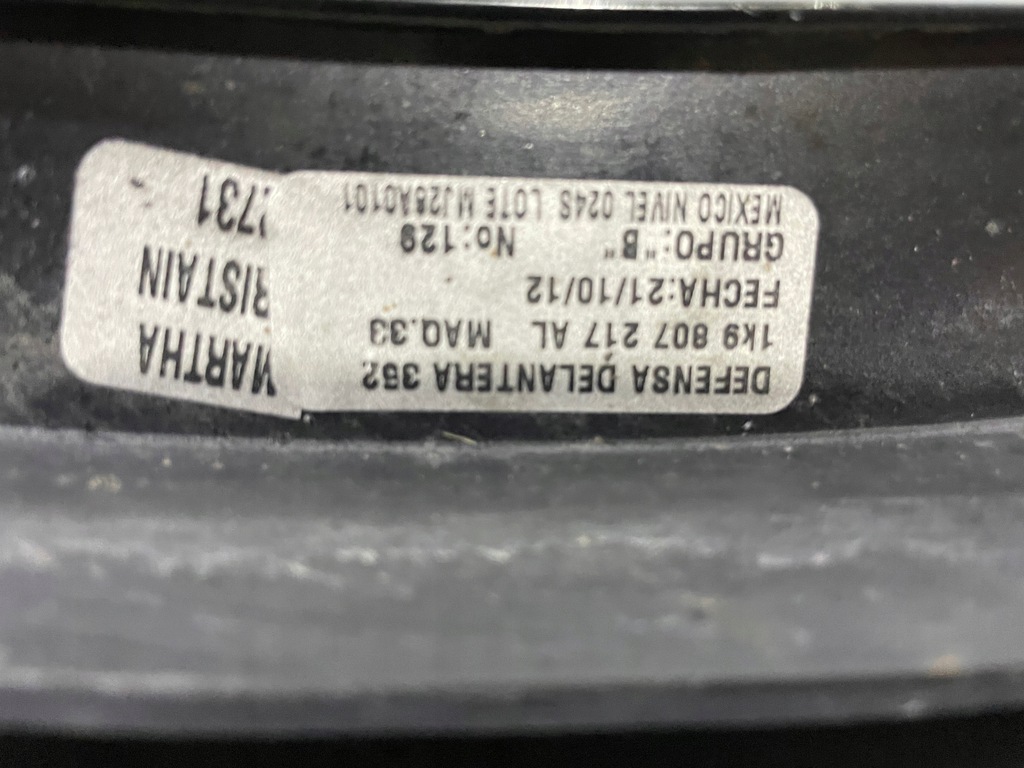 DEFENSA DELANTERA 352
1k9 807 217 AL MAQ.33
FECHA:21/10/12
GRUPO:"B" No:129
MEXICO NIVEL 024S LOTE MJ28A0101
MARTHA
RISTAIN
731